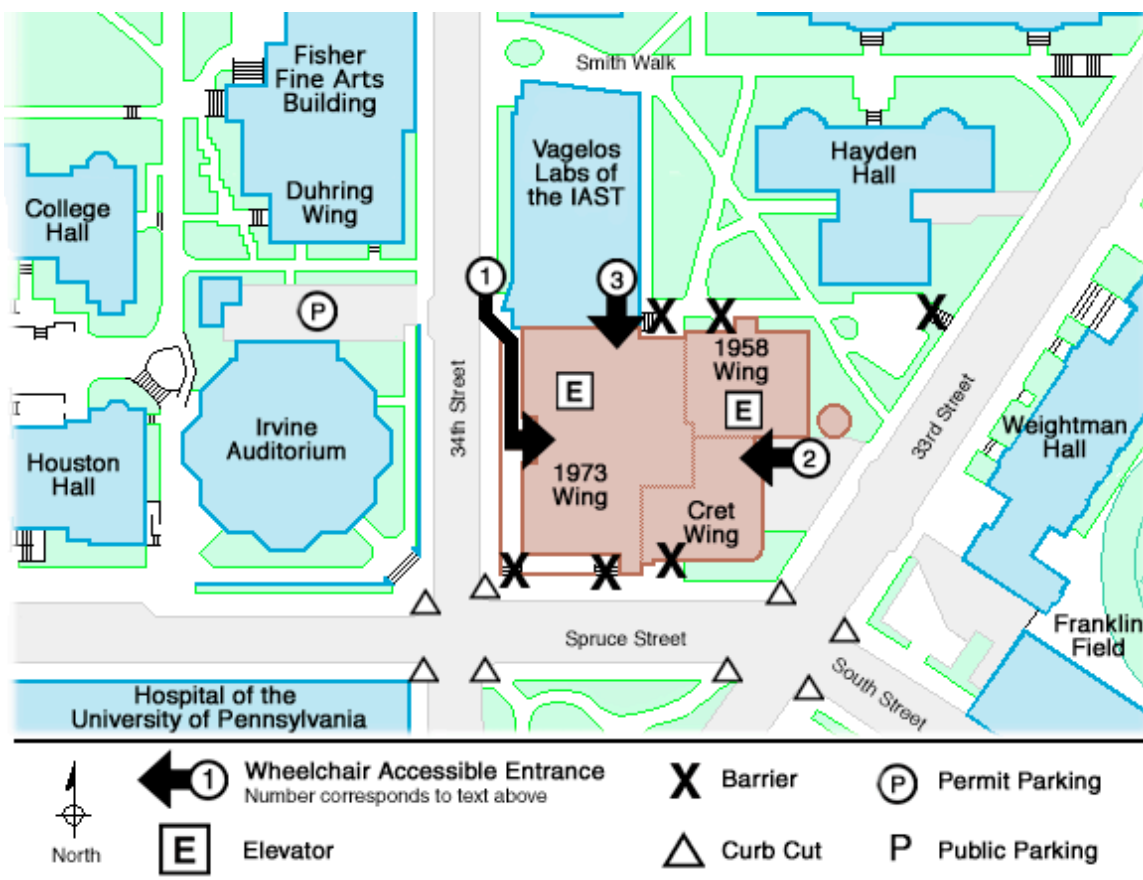 Smith Walk
Fisher
Fine Arts
Building
Duhring
Wing
Vagelos
Labs of
the IAST
Hayden
Hall
College
Hall
1
3
P
34th Street
1958
Wing
E
E
33rd Street
Weightman
Hall
Irvine
Auditorium
Houston
Hall
1973
Wing
2
Cret
Wing
X
X
X
X
X
X
Spruce Street
Franklin
Field
South Street
Hospital of the
University of Pennsylvania
North
1
Wheelchair Accessible Entrance
Number corresponds to text above
E
Elevator
X
Barrier
Curb Cut
P
Permit Parking
P
Public Parking